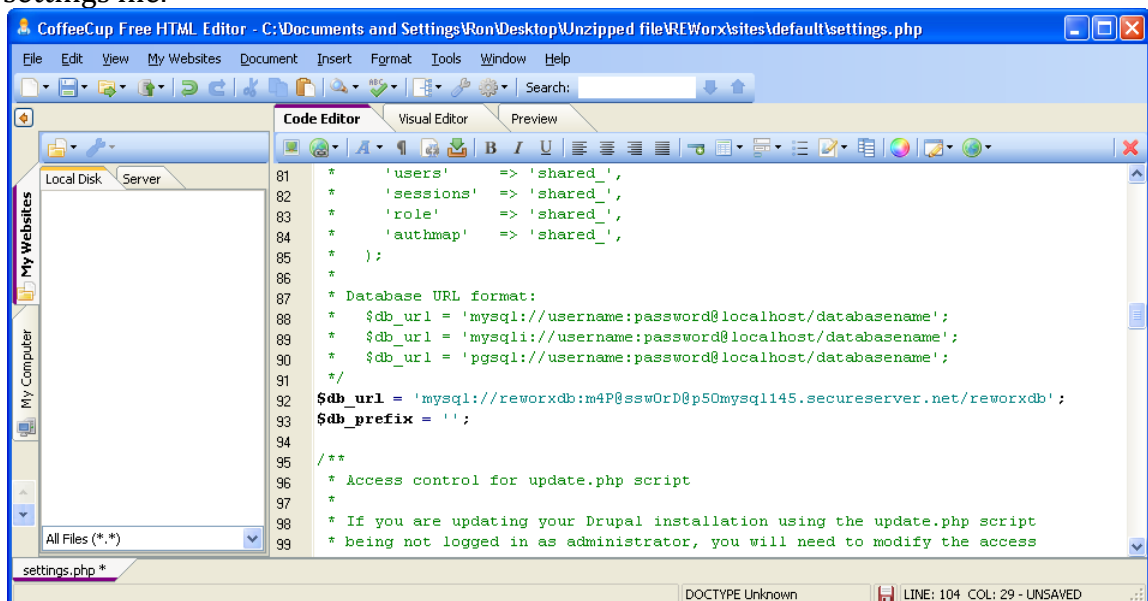 CoffeeCup Free HTML Editor - C:\Documents and Settings\Ron\Desktop\Unzipped file\REWorx\sites\default\settings.php
File Edit View My Websites Document Insert Format Tools Window Help
Search:
Code Editor Visual Editor Preview
B I U
Local Disk Server
My Websites
My Computer
81 * 'users' => 'shared_',
82 * 'sessions' => 'shared_',
83 * 'role' => 'shared_',
84 * 'authmap' => 'shared_',
85 * );
86 *
87 * Database URL format:
88 * $db_url = 'mysql://username:password@localhost/databasename';
89 * $db_url = 'mysqli://username:password@localhost/databasename';
90 * $db_url = 'pgsql://username:password@localhost/databasename';
91 */
92 $db_url = 'mysql://reworxdb:m4P@ssw0rD@p50mysql145.secureserver.net/reworxdb';
93 $db_prefix = '';
94
95 /**
96 * Access control for update.php script
97 *
98 * If you are updating your Drupal installation using the update.php script
99 * being not logged in as administrator, you will need to modify the access
All Files (*.*)
settings.php *
DOCTYPE Unknown LINE: 104 COL: 29 - UNSAVED